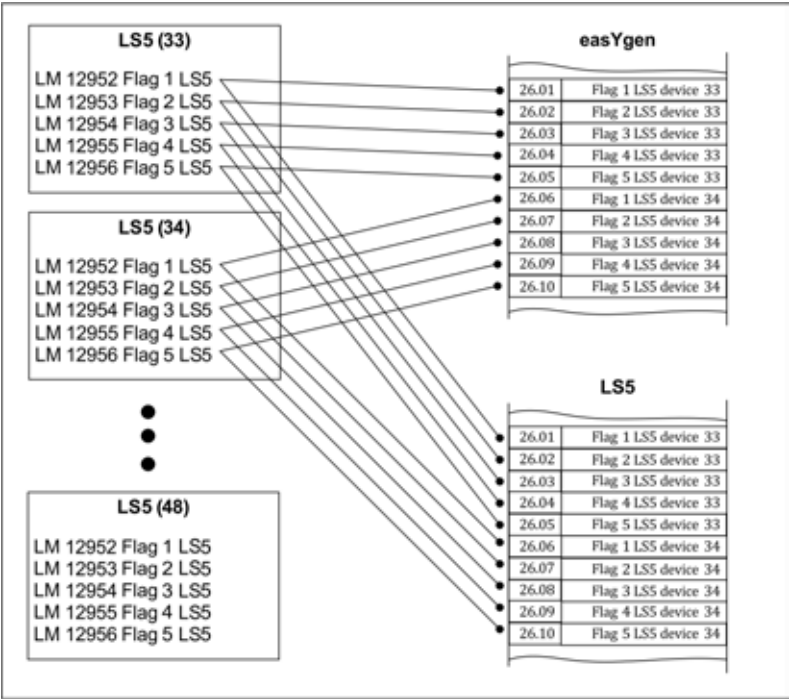 LS5 (33)
LM 12952 Flag 1 LS5
LM 12953 Flag 2 LS5
LM 12954 Flag 3 LS5
LM 12955 Flag 4 LS5
LM 12956 Flag 5 LS5
LS5 (34)
LM 12952 Flag 1 LS5
LM 12953 Flag 2 LS5
LM 12954 Flag 3 LS5
LM 12955 Flag 4 LS5
LM 12956 Flag 5 LS5
LS5 (48)
LM 12952 Flag 1 LS5
LM 12953 Flag 2 LS5
LM 12954 Flag 3 LS5
LM 12955 Flag 4 LS5
LM 12956 Flag 5 LS5
easYgen
26.01 Flag 1 LS5 device 33
26.02 Flag 2 LS5 device 33
26.03 Flag 3 LS5 device 33
26.04 Flag 4 LS5 device 33
26.05 Flag 5 LS5 device 33
26.06 Flag 1 LS5 device 34
26.07 Flag 2 LS5 device 34
26.08 Flag 3 LS5 device 34
26.09 Flag 4 LS5 device 34
26.10 Flag 5 LS5 device 34
LS5
26.01 Flag 1 LS5 device 33
26.02 Flag 2 LS5 device 33
26.03 Flag 3 LS5 device 33
26.04 Flag 4 LS5 device 33
26.05 Flag 5 LS5 device 33
26.06 Flag 1 LS5 device 34
26.07 Flag 2 LS5 device 34
26.08 Flag 3 LS5 device 34
26.09 Flag 4 LS5 device 34
26.10 Flag 5 LS5 device 34